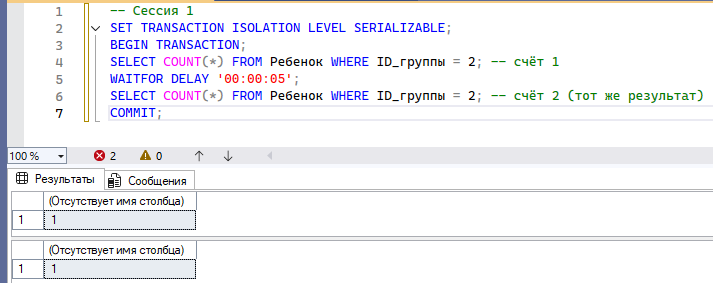 1 -- Сессия 1
2 SET TRANSACTION ISOLATION LEVEL SERIALIZABLE;
3 BEGIN TRANSACTION;
4 SELECT COUNT(*) FROM Ребенок WHERE ID_группы = 2; -- счёт 1
5 WAITFOR DELAY '00:00:05';
6 SELECT COUNT(*) FROM Ребенок WHERE ID_группы = 2; -- счёт 2 (тот же результат)
7 COMMIT;
100 % 2 0
Результаты Сообщения
(Отсутствует имя столбца)
1 1
(Отсутствует имя столбца)
1 1